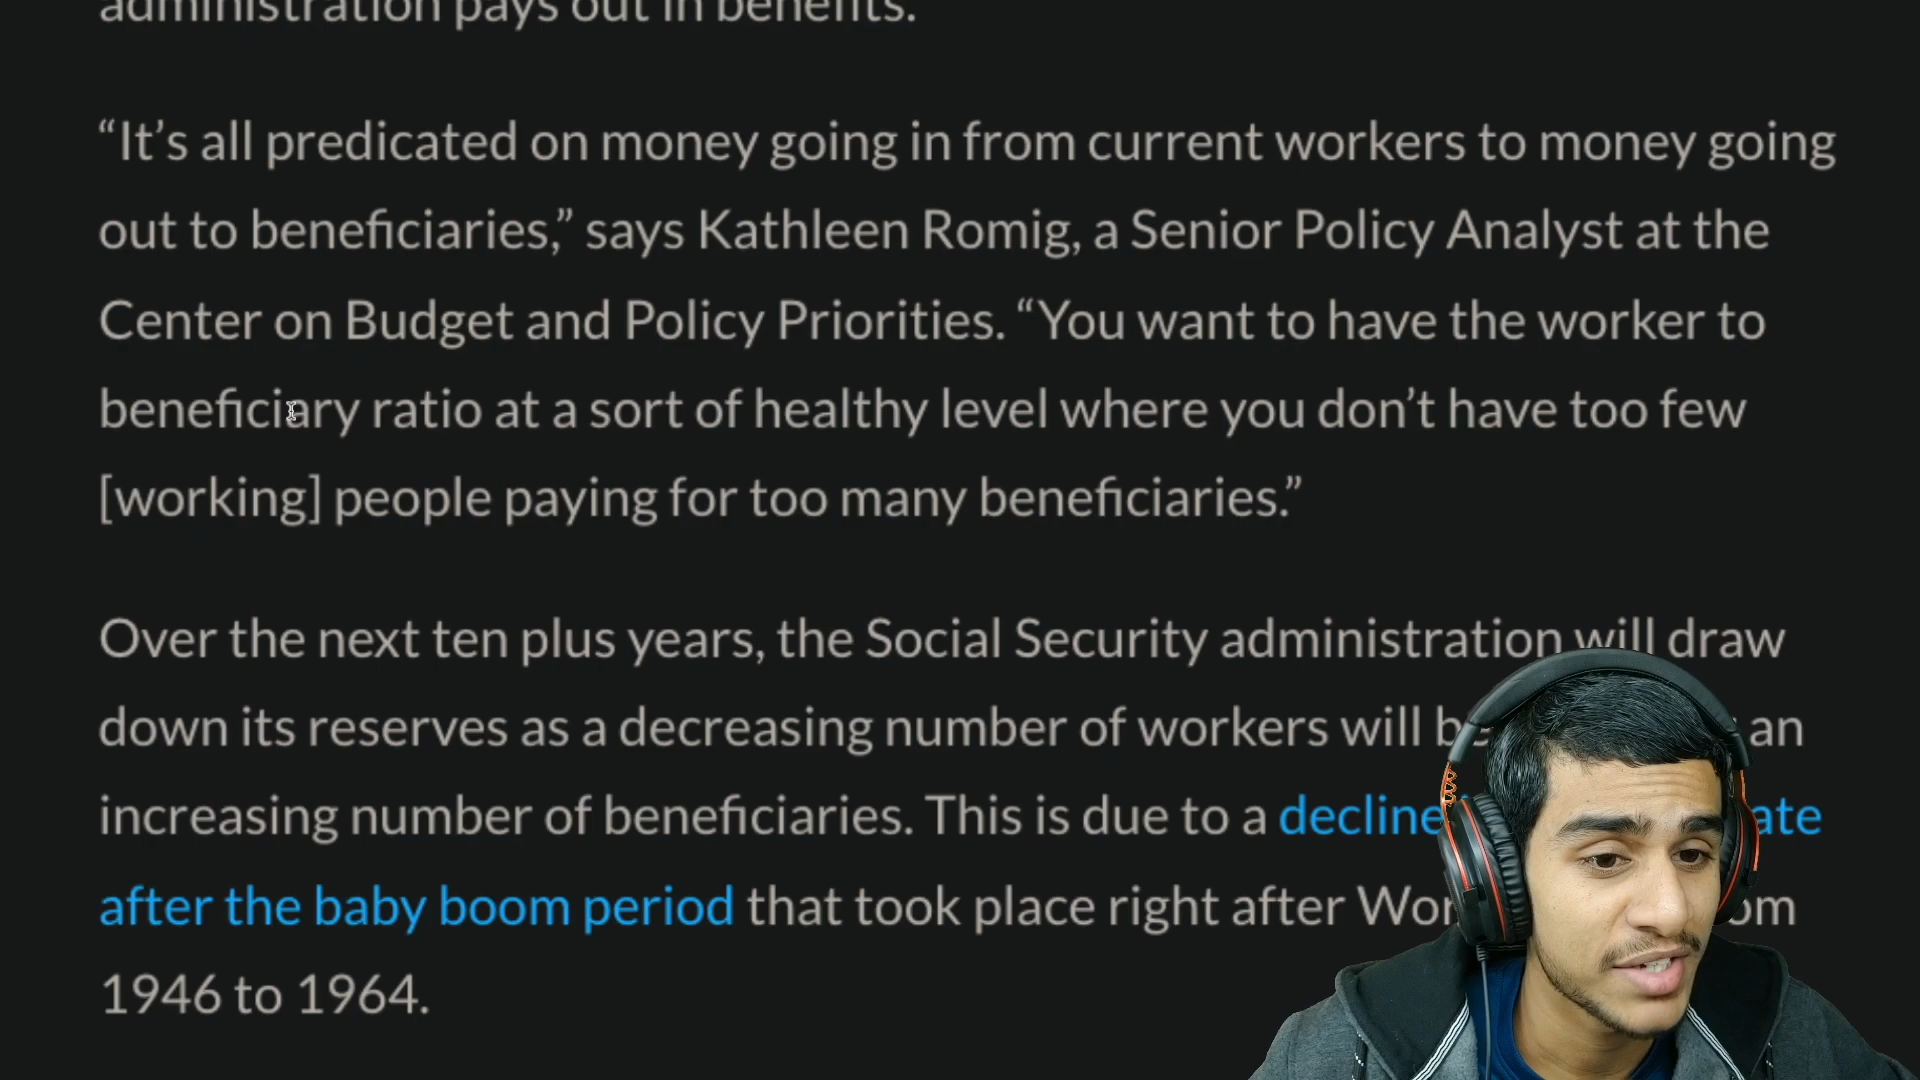 administration pays out in benefits.
“It’s all predicated on money going in from current workers to money going
out to beneficiaries,” says Kathleen Romig, a Senior Policy Analyst at the
Center on Budget and Policy Priorities. “You want to have the worker to
beneficiary ratio at a sort of healthy level where you don’t have too few
[working] people paying for too many beneficiaries.”
Over the next ten plus years, the Social Security administration will draw
down its reserves as a decreasing number of workers will an
increasing number of beneficiaries. This is due to a decline
after the baby boom period that took place right after
1946 to 1964.